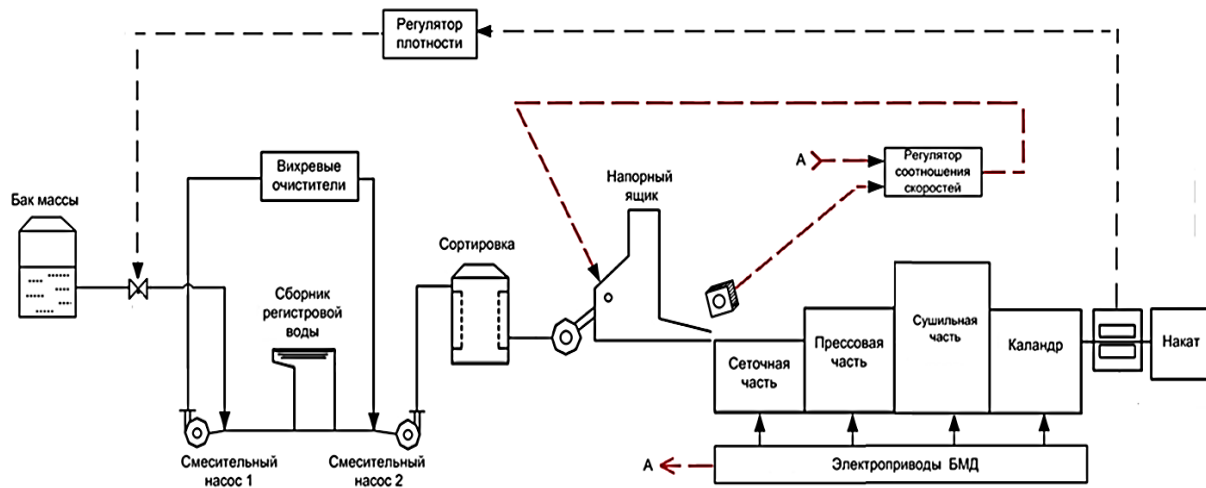 Регулятор
плотности
Вихревые
очистители
Напорный
ящик
А
Регулятор
соотношения
скоростей
Бак массы
Сортировка
Сборник
регистровой
воды
Сеточная
часть
Прессовая
часть
Сушильная
часть
Каландр
Накат
Смесительный
насос 1
Смесительный
насос 2
А
Электроприводы БМД